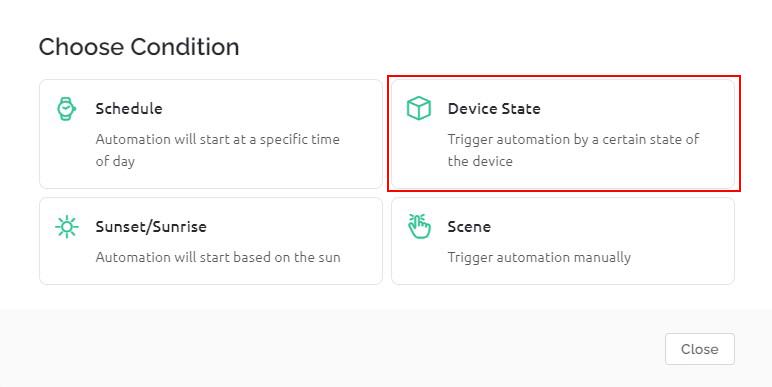 Choose Condition
Schedule
Automation will start at a specific time
of day
Device State
Trigger automation by a certain state of
the device
Sunset/Sunrise
Automation will start based on the sun
Scene
Trigger automation manually
Close